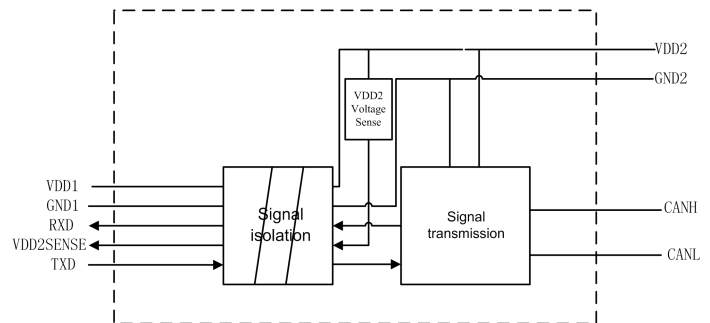 VDD2
GND2
VDD2
Voltage
Sense
VDD1
GND1
RXD
VDD2SENSE
TXD
Signal
isolation
Signal
transmission
CANH
CANL